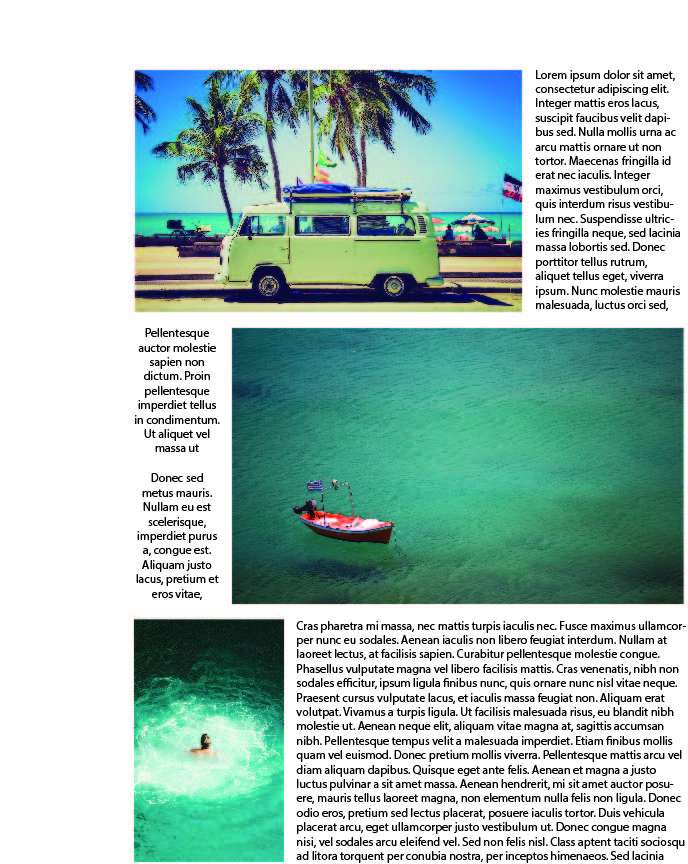 Lorem ipsum dolor sit amet,
consectetur adipiscing elit.
Integer mattis eros lacus,
suscipit faucibus velit dapi-
bus sed. Nulla mollis urna ac
arcu mattis ornare ut non
tortor. Maecenas fringilla id
erat nec iaculis. Integer
maximus vestibulum orci,
quis interdum risus vestibu-
lum nec. Suspendisse ultric-
ies fringilla neque, sed lacinia
massa lobortis sed. Donec
porttitor tellus rutrum,
aliquet tellus eget, viverra
ipsum. Nunc molestie mauris
malesuada, luctus orci sed,
Pellentesque
auctor molestie
sapien non
dictum. Proin
pellentesque
imperdiet tellus
in condimentum.
Ut aliquet vel
massa ut
Donec sed
metus mauris.
Nullam eu est
scelerisque,
imperdiet purus
a, congue est.
Aliquam justo
lacus, pretium et
eros vitae,
Cras pharetra mi massa, nec mattis turpis iaculis nec. Fusce maximus ullamcor-
per nunc eu sodales. Aenean iaculis non libero feugiat interdum. Nullam at
laoreet lectus, at facilisis sapien. Curabitur pellentesque molestie congue.
Phasellus vulputate magna vel libero facilisis mattis. Cras venenatis, nibh non
sodales efficitur, ipsum ligula finibus nunc, quis ornare nunc nisl vitae neque.
Praesent cursus vulputate lacus, et iaculis massa feugiat non. Aliquam erat
volutpat. Vivamus a turpis ligula. Ut facilisis malesuada risus, eu blandit nibh
molestie ut. Aenean neque elit, aliquam vitae magna at, sagittis accumsan
nibh. Pellentesque tempus velit a malesuada imperdiet. Etiam finibus mollis
quam vel euismod. Donec pretium mollis viverra. Pellentesque mattis arcu vel
diam aliquam dapibus. Quisque eget ante felis. Aenean et magna a justo
luctus pulvinar a sit amet massa. Aenean hendrerit, mi sit amet auctor posu-
ere, mauris tellus laoreet magna, non elementum nulla felis non ligula. Donec
odio eros, pretium sed lectus placerat, posuere iaculis tortor. Duis vehicula
placerat arcu, eget ullamcorper justo vestibulum ut. Donec congue magna
nisi, vel sodales arcu eleifend vel. Sed non felis nisl. Class aptent taciti sociosqu
ad litora torquent per conubia nostra, per inceptos himenaeos. Sed lacinia